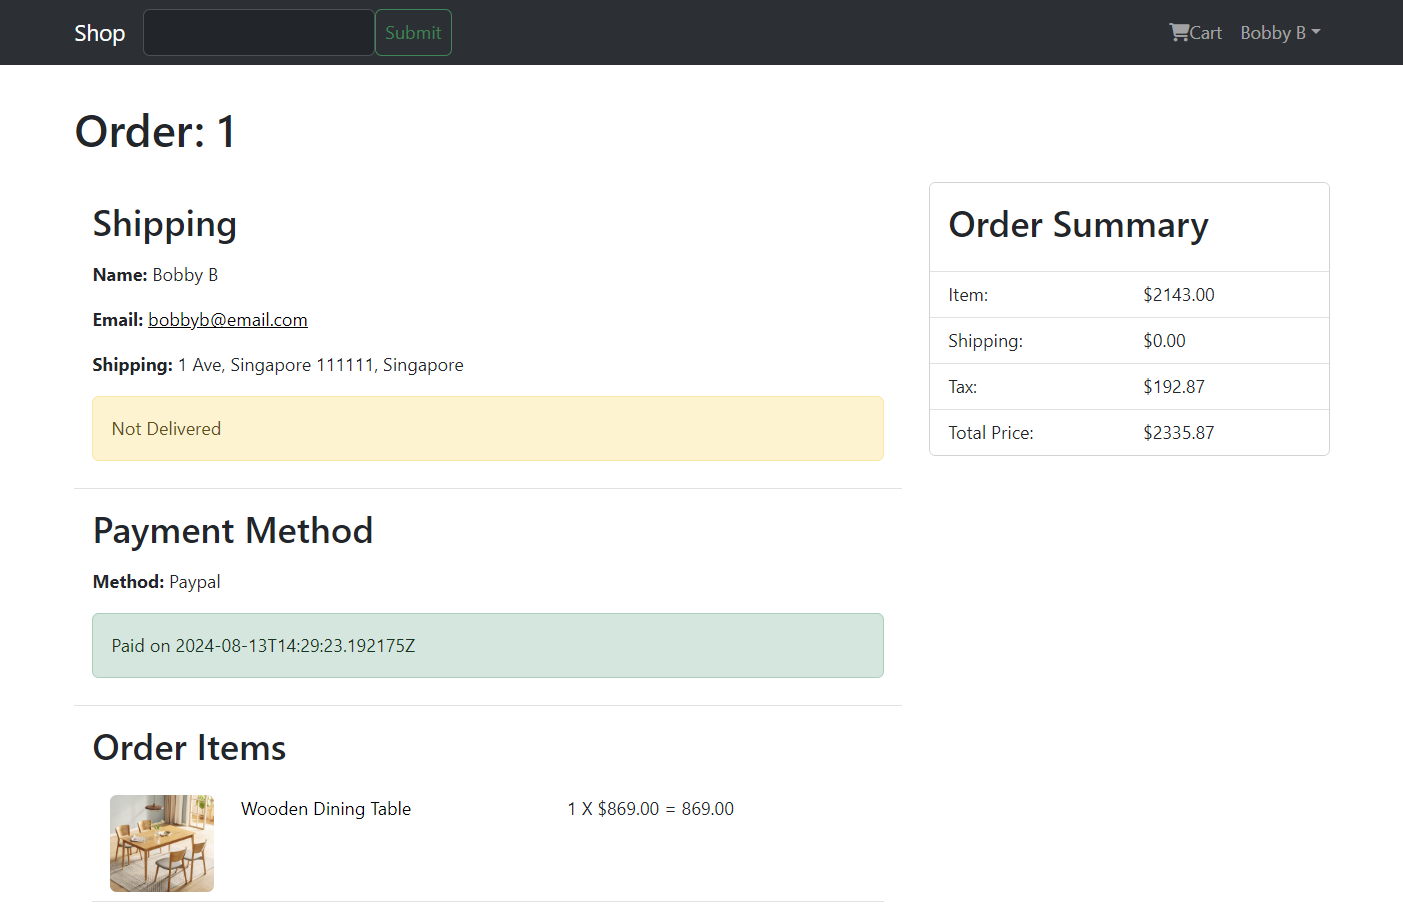 Shop Submit Cart Bobby B
Order: 1
Shipping
Name: Bobby B
Email: bobbyb@email.com
Shipping: 1 Ave, Singapore 111111, Singapore
Not Delivered
Payment Method
Method: Paypal
Paid on 2024-08-13T14:29:23.192175Z
Order Items
Wooden Dining Table 1 X $869.00 = 869.00
Order Summary
Item: $2143.00
Shipping: $0.00
Tax: $192.87
Total Price: $2335.87